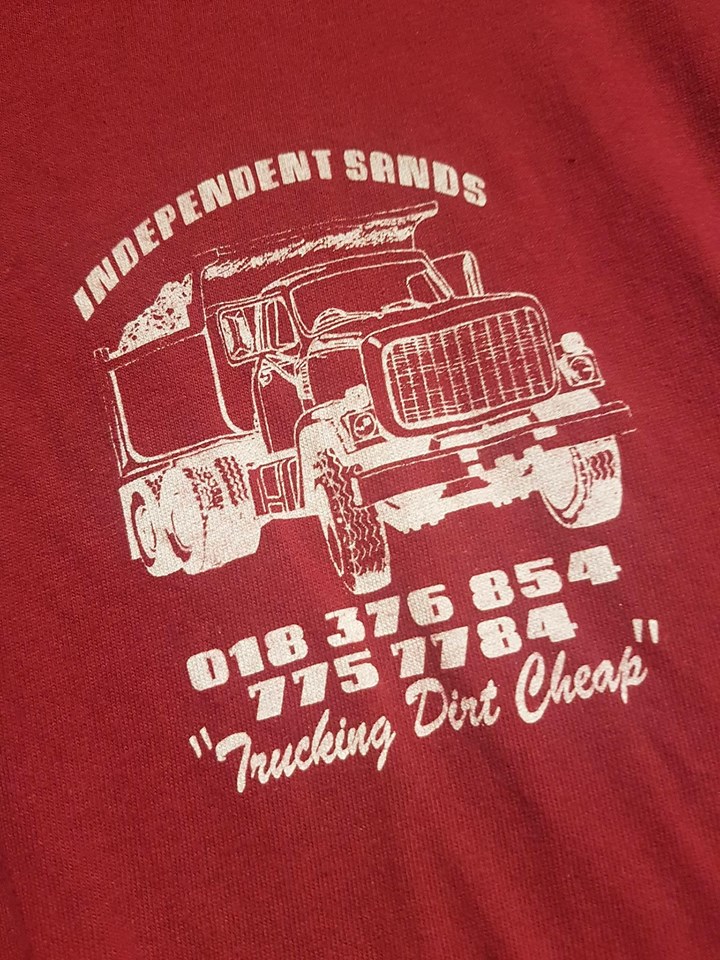 INDEPENDENT SANDS
018 376 854
775 7784
"Trucking Dirt Cheap"